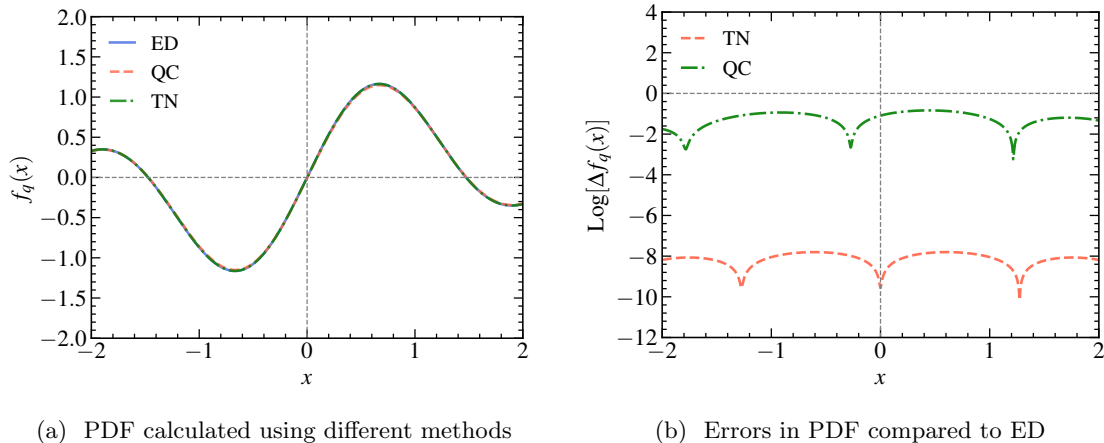 2.0
1.5
1.0
0.5
0.0
−0.5
−1.0
−1.5
−2.0
f_q(x)
ED
QC
TN
−2
−1
0
1
2
x
4
2
0
−2
−4
−6
−8
−10
−12
Log[Δf_q(x)]
TN
QC
−2
−1
0
1
2
x
(a) PDF calculated using different methods
(b) Errors in PDF compared to ED